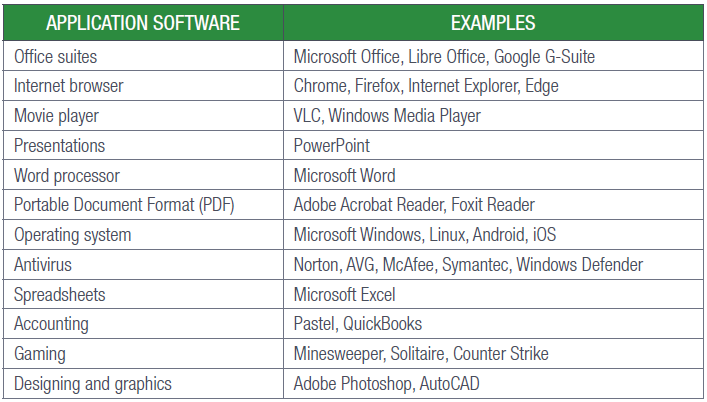 APPLICATION SOFTWARE EXAMPLES
Office suites Microsoft Office, Libre Office, Google G-Suite
Internet browser Chrome, Firefox, Internet Explorer, Edge
Movie player VLC, Windows Media Player
Presentations PowerPoint
Word processor Microsoft Word
Portable Document Format (PDF) Adobe Acrobat Reader, Foxit Reader
Operating system Microsoft Windows, Linux, Android, iOS
Antivirus Norton, AVG, McAfee, Symantec, Windows Defender
Spreadsheets Microsoft Excel
Accounting Pastel, QuickBooks
Gaming Minesweeper, Solitaire, Counter Strike
Designing and graphics Adobe Photoshop, AutoCAD